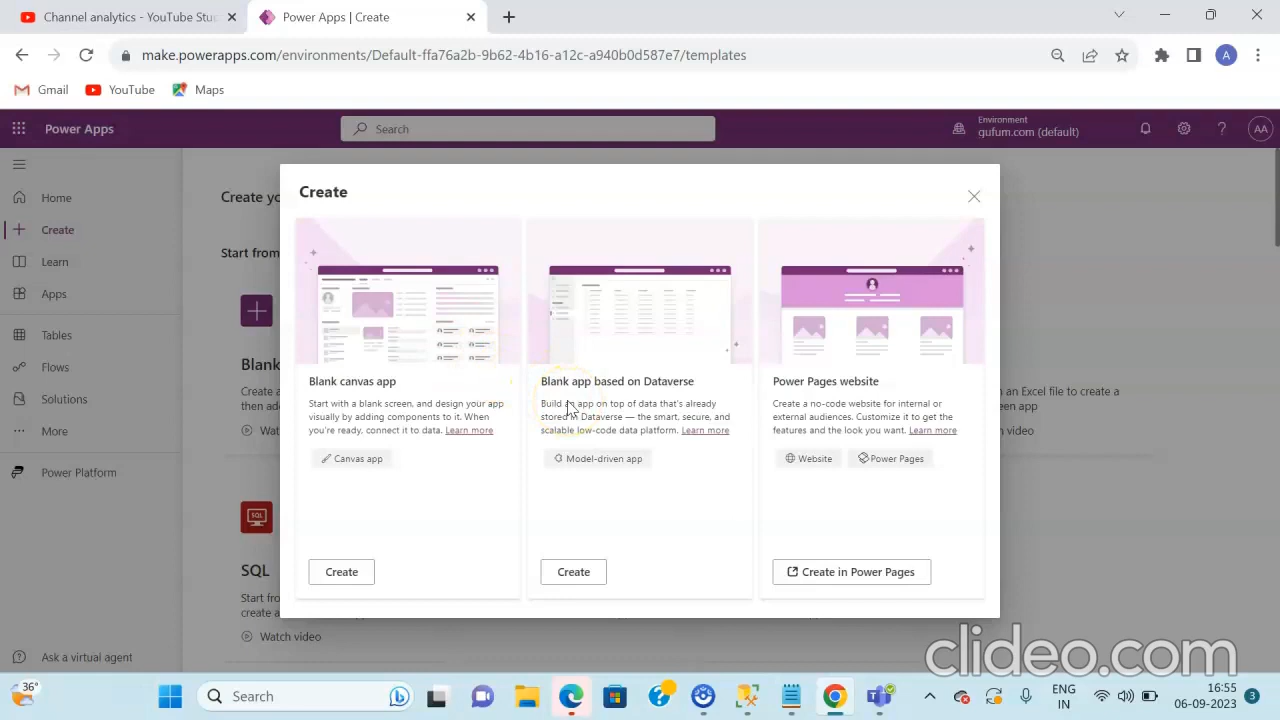 Channel analytics - YouTube Stu
Power Apps | Create
make.powerapps.com/environments/Default-ffa76a2b-9b62-4b16-a12c-a940b0d587e7/templates
A
Gmail
YouTube
Maps
Power Apps
Search
Environment
gufum.com (default)
AA
Home
Create
Learn
Apps
Tables
Flows
Solutions
More
Power Platform
Ask a virtual agent
Create yo
Start from
Blank
Create a
then add
Wat
SQL
Start from
create a
Watch video
an Excel file to create
app
h video
Create
Blank canvas app
Start with a blank screen, and design your app
visually by adding components to it. When
you're ready, connect it to data. Learn more
Canvas app
Create
Blank app based on Dataverse
Build an app on top of data that's already
stored in Dataverse — the smart, secure, and
scalable low-code data platform. Learn more
Model-driven app
Create
Power Pages website
Create a no-code website for internal or
external audiences. Customize it to get the
features and the look you want. Learn more
Website
Power Pages
Create in Power Pages
clideo.com
36°
Search
ENG
IN
16:55
06-09-2023
3